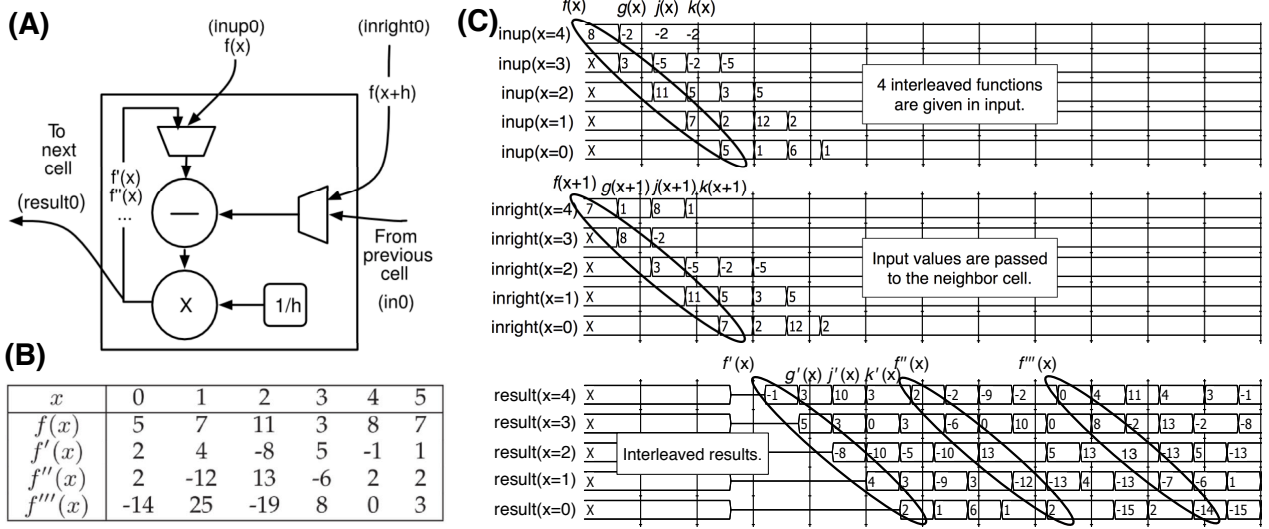 (A)
(inup0)
f(x)
(inright0)
f(x+h)
To
next
cell
(result0)
f'(x)
f''(x)
...
—
X
1/h
From
previous
cell
(in0)
(B)
x 0 1 2 3 4 5
f(x) 5 7 11 3 8 7
f'(x) 2 4 -8 5 -1 1
f''(x) 2 -12 13 -6 2 2
f'''(x) -14 25 -19 8 0 3
(C)
f(x) g(x) j(x) k(x)
inup(x=4) 8 -2 -2 -2
inup(x=3) X 3 -5 -2 -5
inup(x=2) X 11 5 3 5
inup(x=1) X 7 2 12 2
inup(x=0) X 5 1 6 1
4 interleaved functions
are given in input.
f(x+1) g(x+1) j(x+1) k(x+1)
inright(x=4) 7 1 8 1
inright(x=3) X 8 -2
inright(x=2) X 3 -5 -2 -5
inright(x=1) X 11 5 3 5
inright(x=0) X 7 2 12 2
Input values are passed
to the neighbor cell.
f'(x) g'(x) j'(x) k'(x) f''(x) f'''(x)
result(x=4) X -1 3 10 3 2 -2 -9 -2 0 4 11 4 3 -1
result(x=3) 5 3 0 3 -6 0 10 0 8 -2 13 -2 -8
result(x=2) -8 -10 -5 -10 13 5 13 13 -13 5 -13
result(x=1) X 4 3 -9 3 -12 -13 4 -13 -7 -6 1
result(x=0) X 2 1 6 1 2 -15 2 -14 -15
Interleaved results.